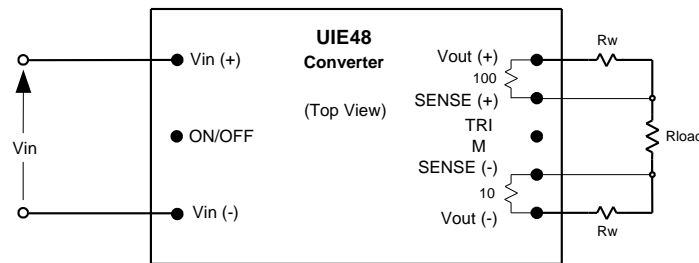 UIE48
Converter
(Top View)
Vin (+)
ON/OFF
Vin (-)
Vin
Vout (+)
100
SENSE (+)
TRI
M
SENSE (-)
10
Vout (-)
Rw
Rload
Rw